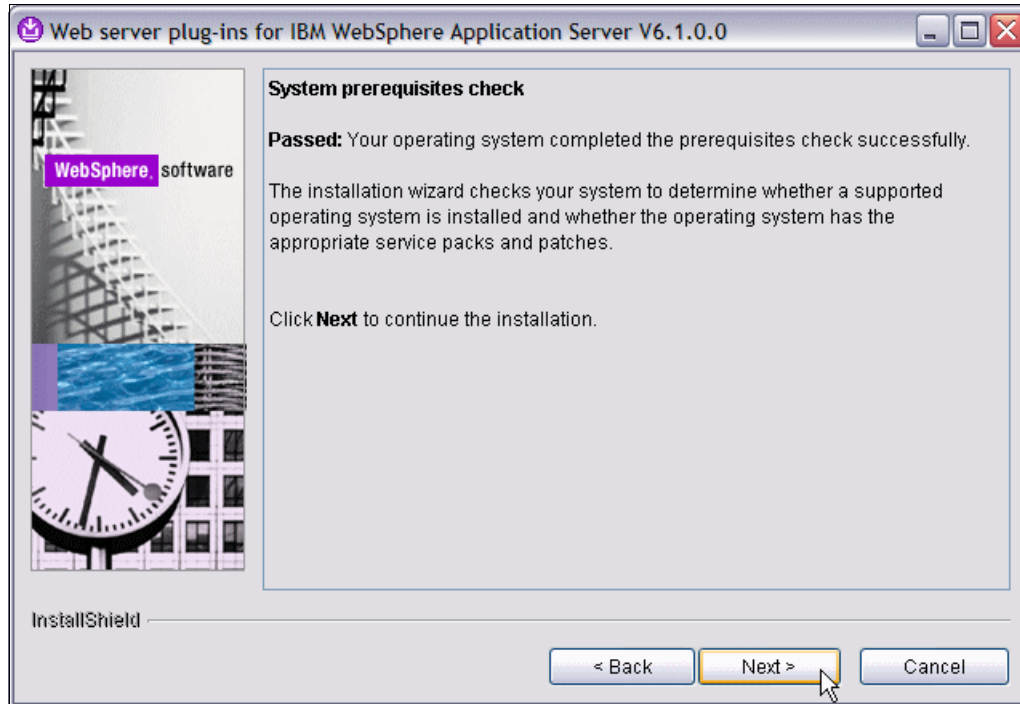 Web server plug-ins for IBM WebSphere Application Server V6.1.0.0
WebSphere. software
System prerequisites check
Passed: Your operating system completed the prerequisites check successfully.
The installation wizard checks your system to determine whether a supported
operating system is installed and whether the operating system has the
appropriate service packs and patches.
Click Next to continue the installation.
InstallShield
< Back
Next >
Cancel